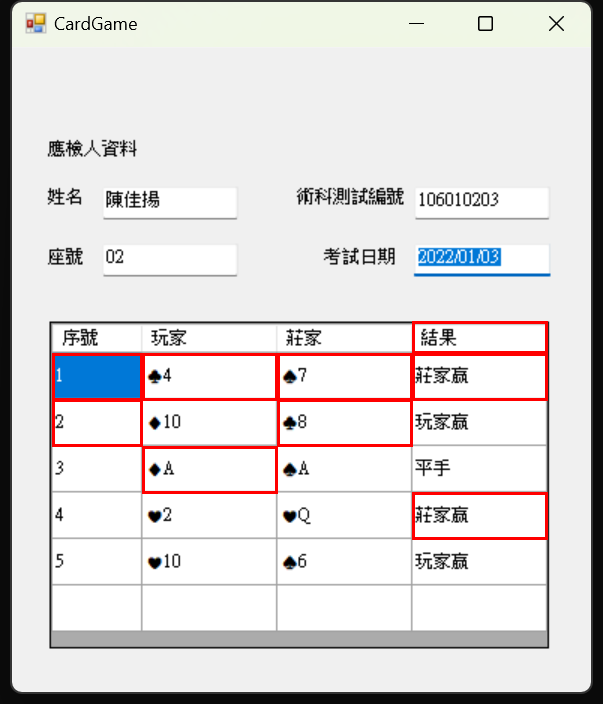 CardGame
應檢人資料
姓名 陳佳揚 術科測試編號 106010203
座號 02 考試日期 2022/01/03
序號 玩家 莊家 結果
1 ♣4 ♠7 莊家贏
2 ♦10 ♣8 玩家贏
3 ♦A ♠A 平手
4 ♥2 ♥Q 莊家贏
5 ♥10 ♠6 玩家贏